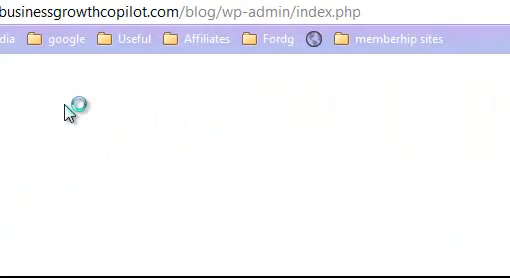 businessgrowthcopilot.com/blog/wp-admin/index.php
dia google Useful Affiliates Fordg memberhip sites